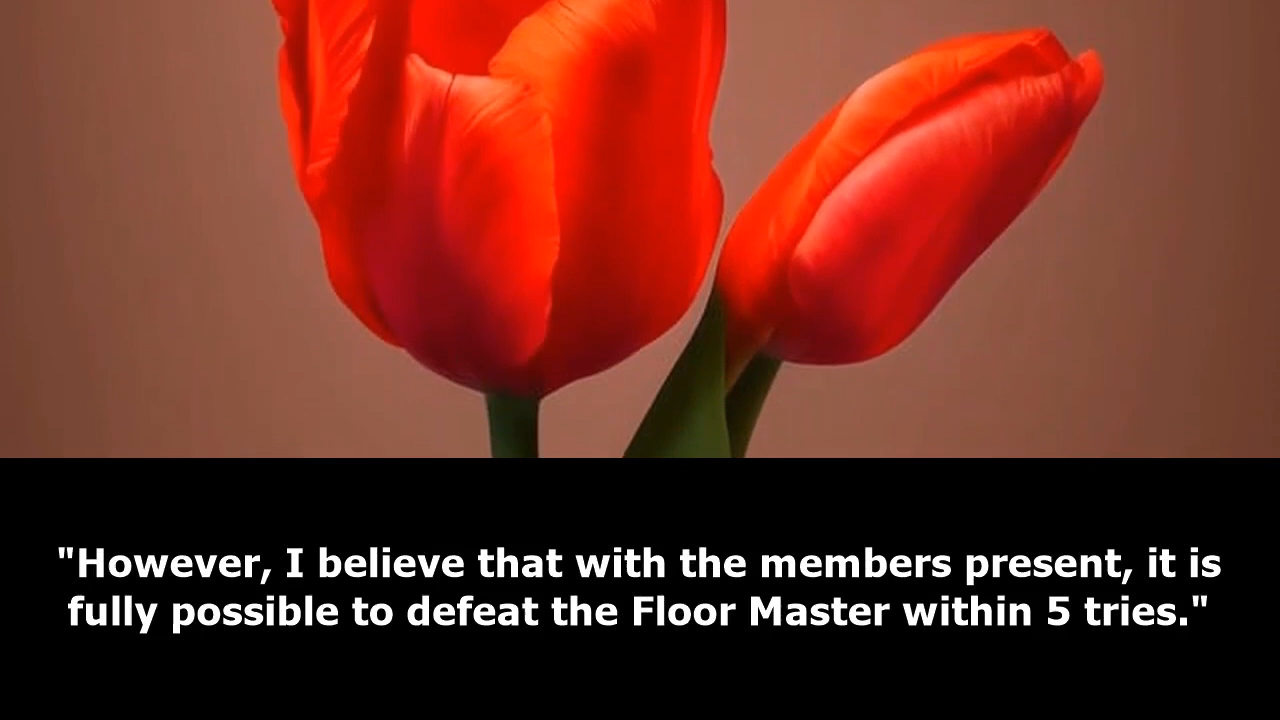 "However, I believe that with the members present, it is
fully possible to defeat the Floor Master within 5 tries."